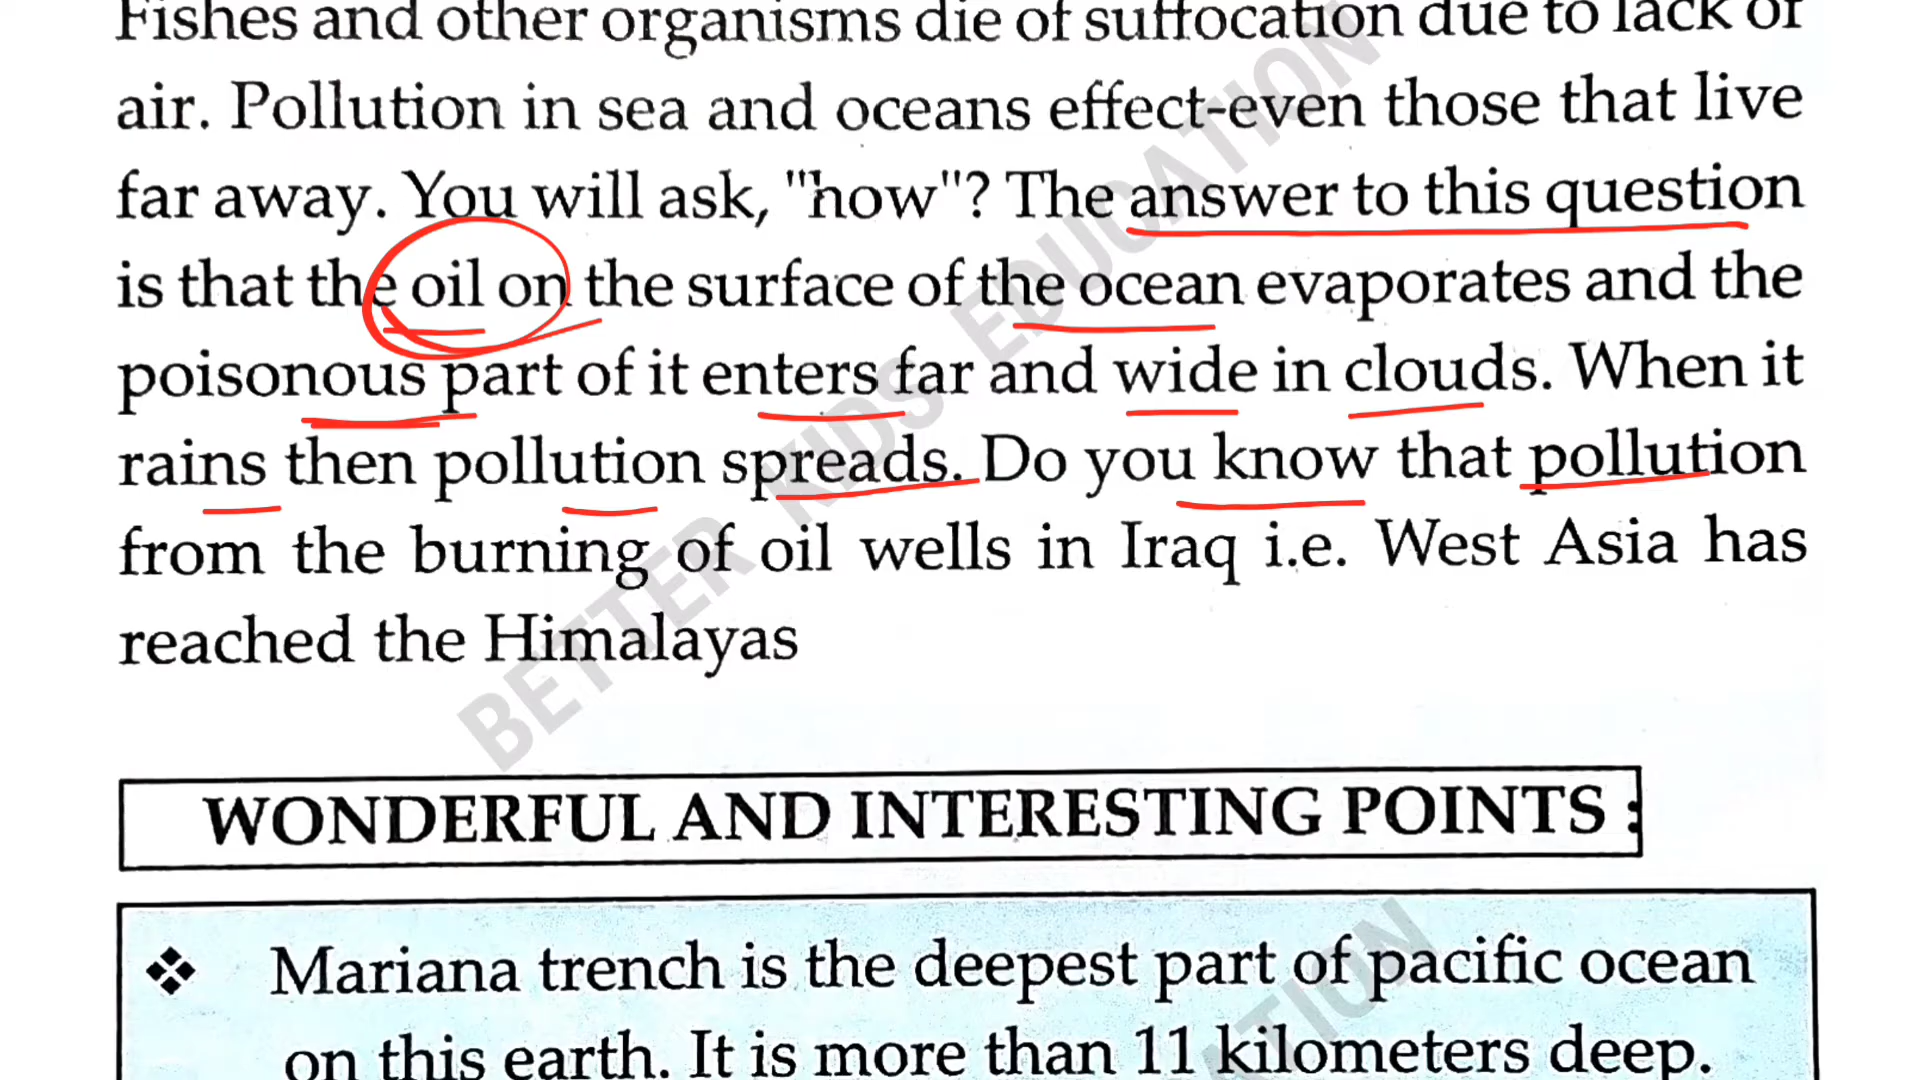 Fishes and other organisms die of suffocation due to lack of
air. Pollution in sea and oceans effect-even those that live
far away. You will ask, "how"? The answer to this question
is that the oil on the surface of the ocean evaporates and the
poisonous part of it enters far and wide in clouds. When it
rains then pollution spreads. Do you know that pollution
from the burning of oil wells in Iraq i.e. West Asia has
reached the Himalayas
BETTER KIDS EDUCATION
WONDERFUL AND INTERESTING POINTS :
❖ Mariana trench is the deepest part of pacific ocean
on this earth. It is more than 11 kilometers deep.